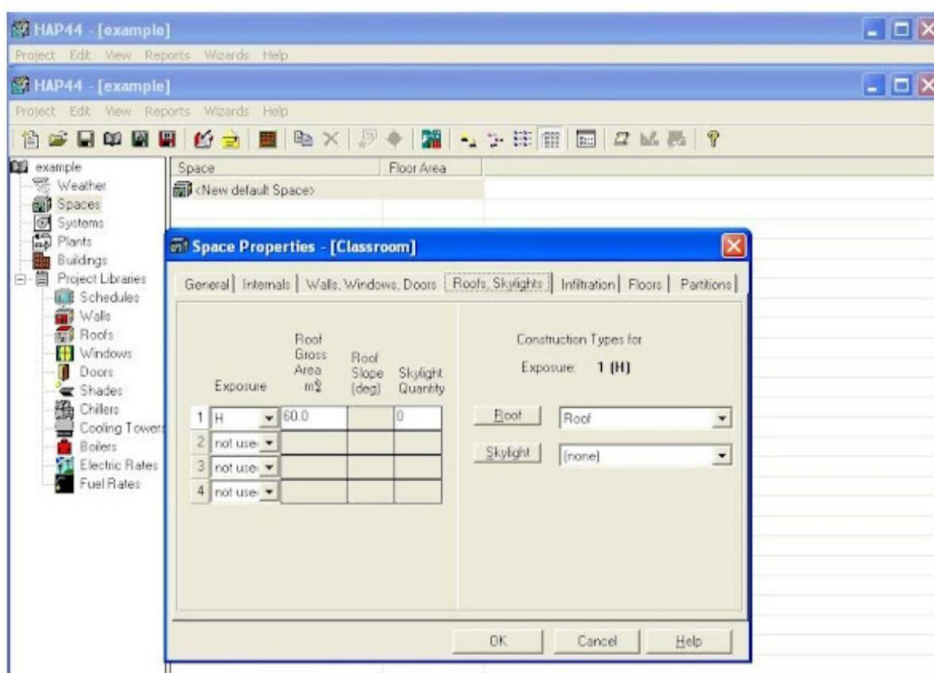 HAP44 - [example]
Project Edit View Reports Wizards Help
HAP44 - [example]
Project Edit View Reports Wizards Help
example
Weather
Spaces
Systems
Plants
Buildings
Project Libraries
Schedules
Walls
Roofs
Windows
Doors
Shades
Chillers
Cooling Towers
Boilers
Electric Rates
Fuel Rates
Space Floor Area
<New default Space>
Space Properties - [Classroom]
General Internals Walls, Windows, Doors Roofs, Skylights Infiltration Floors Partitions
Exposure
Roof Gross Area m²
Roof Slope (deg)
Skylight Quantity
1 H 60.0 0
2 not use
3 not use
4 not use
Construction Types for
Exposure: 1 (H)
Roof Roof
Skylight (none)
OK Cancel Help